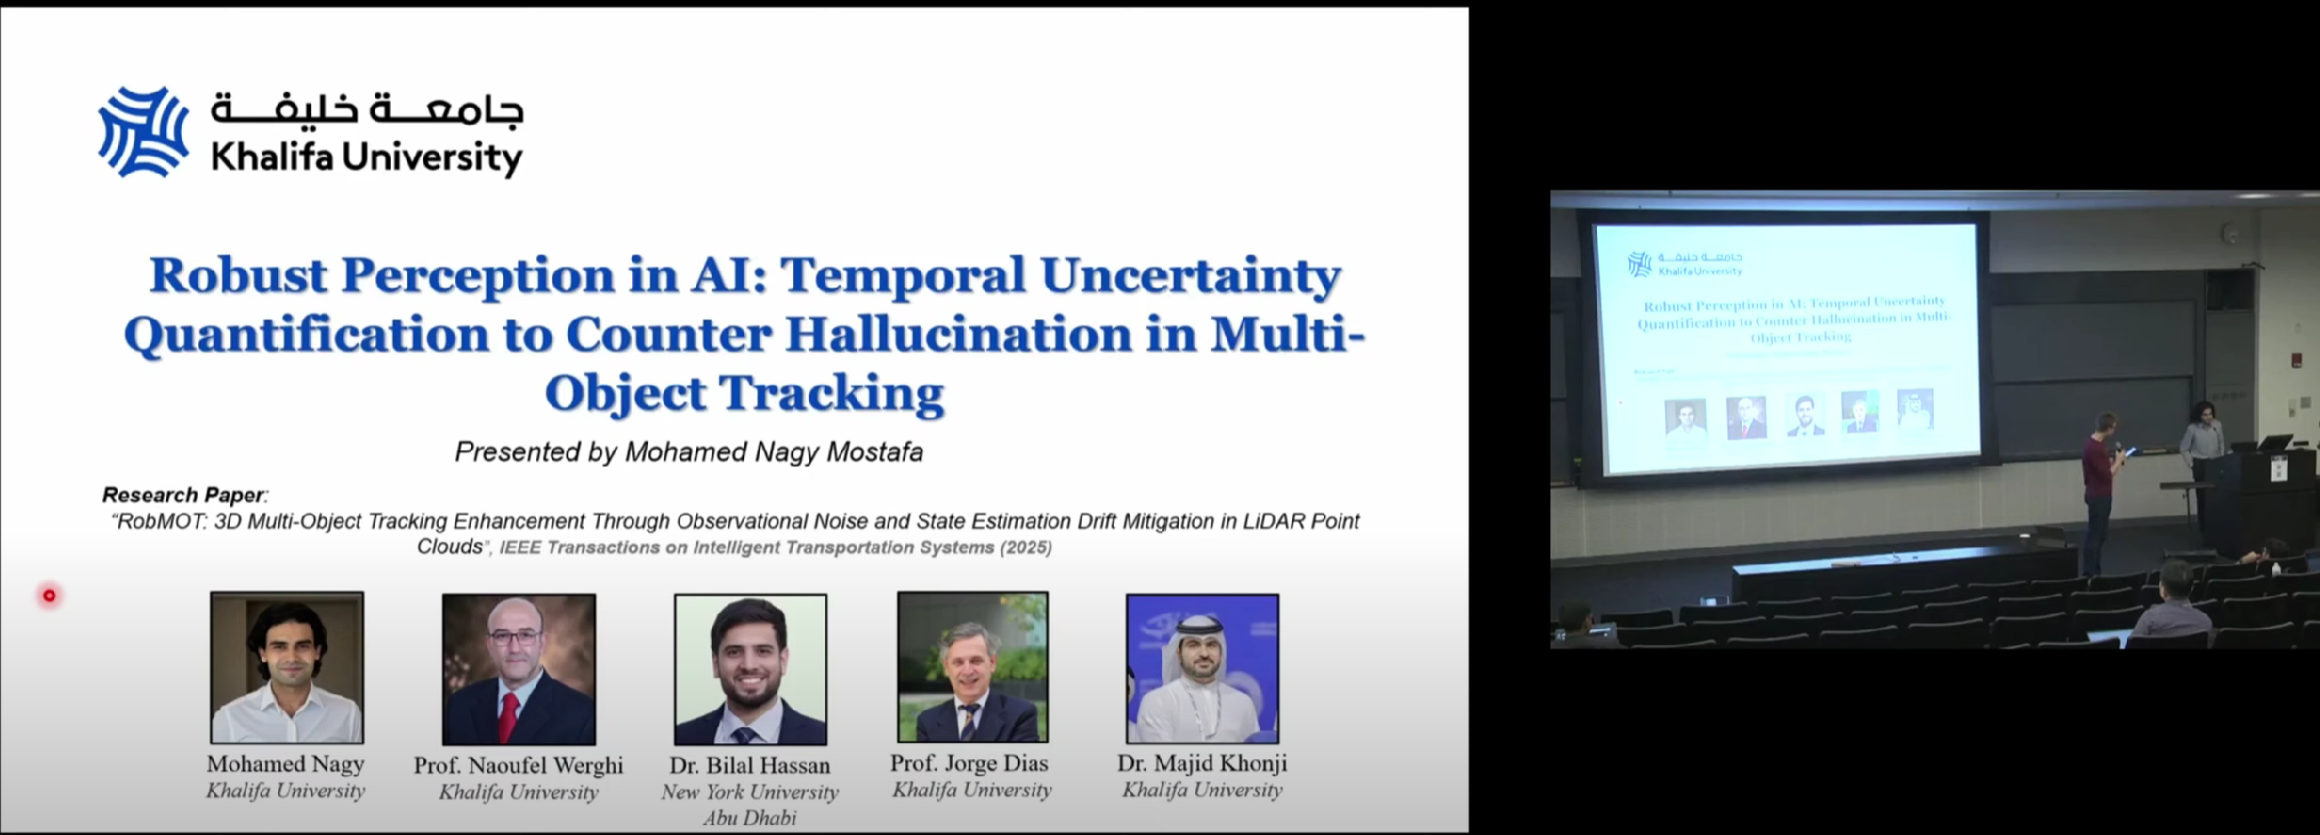 جامعة خليفة
Khalifa University
Robust Perception in AI: Temporal Uncertainty
Quantification to Counter Hallucination in Multi-
Object Tracking
Presented by Mohamed Nagy Mostafa
Research Paper:
“RobMOT: 3D Multi-Object Tracking Enhancement Through Observational Noise and State Estimation Drift Mitigation in LiDAR Point
Clouds”, IEEE Transactions on Intelligent Transportation Systems (2025)
Mohamed Nagy
Khalifa University
Prof. Naoufel Werghi
Khalifa University
Dr. Bilal Hassan
New York University
Abu Dhabi
Prof. Jorge Dias
Khalifa University
Dr. Majid Khonji
Khalifa University
جامعة خليفة
Khalifa University
Robust Perception in AI: Temporal Uncertainty
Quantification to Counter Hallucination in Multi-
Object Tracking